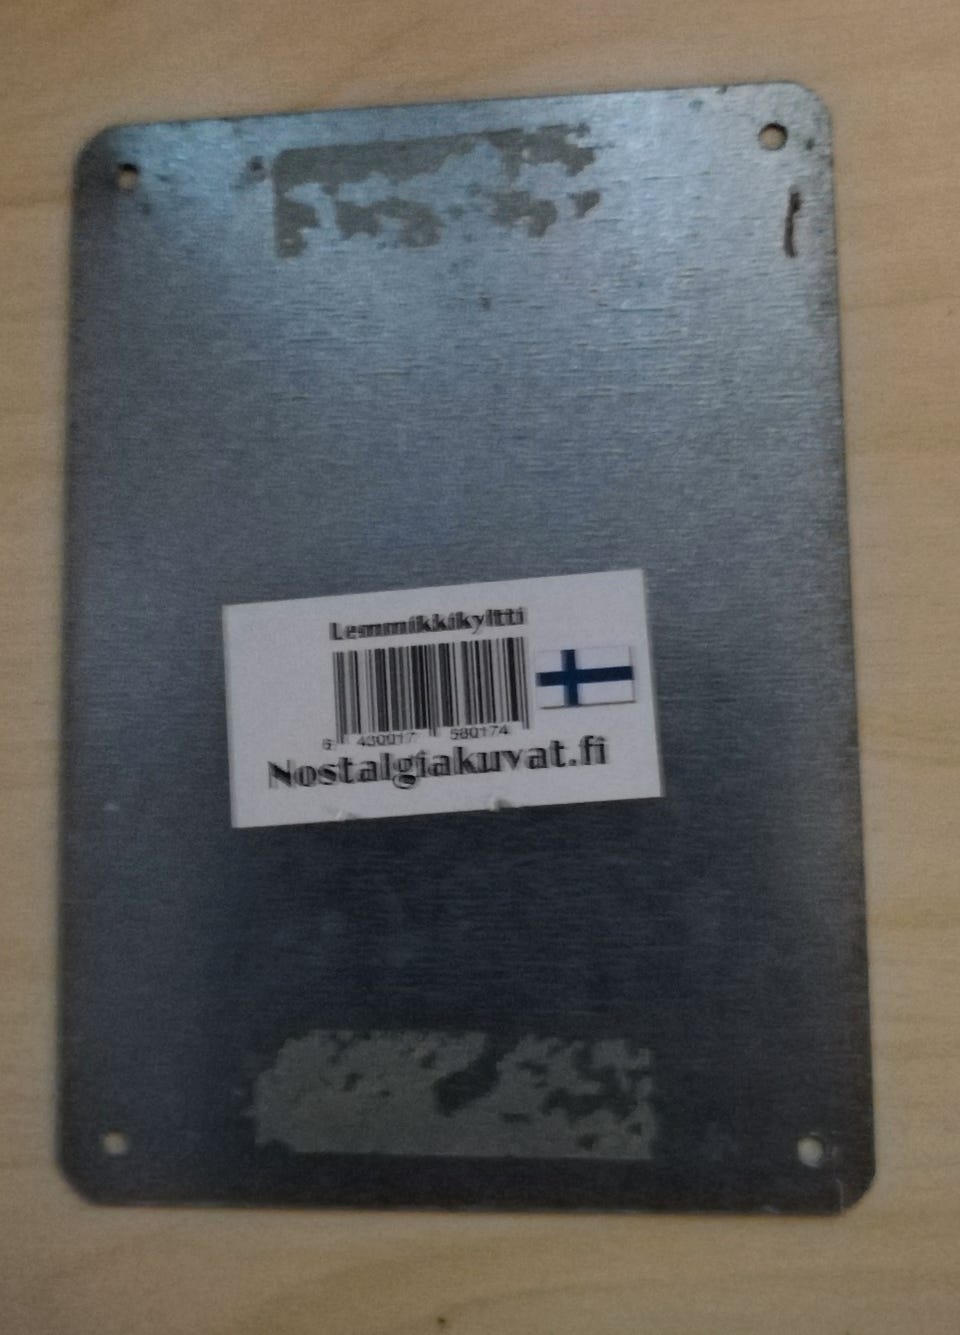 Lemmikkikyltti
6 430017 580174
Nostalgiakuvat.fi